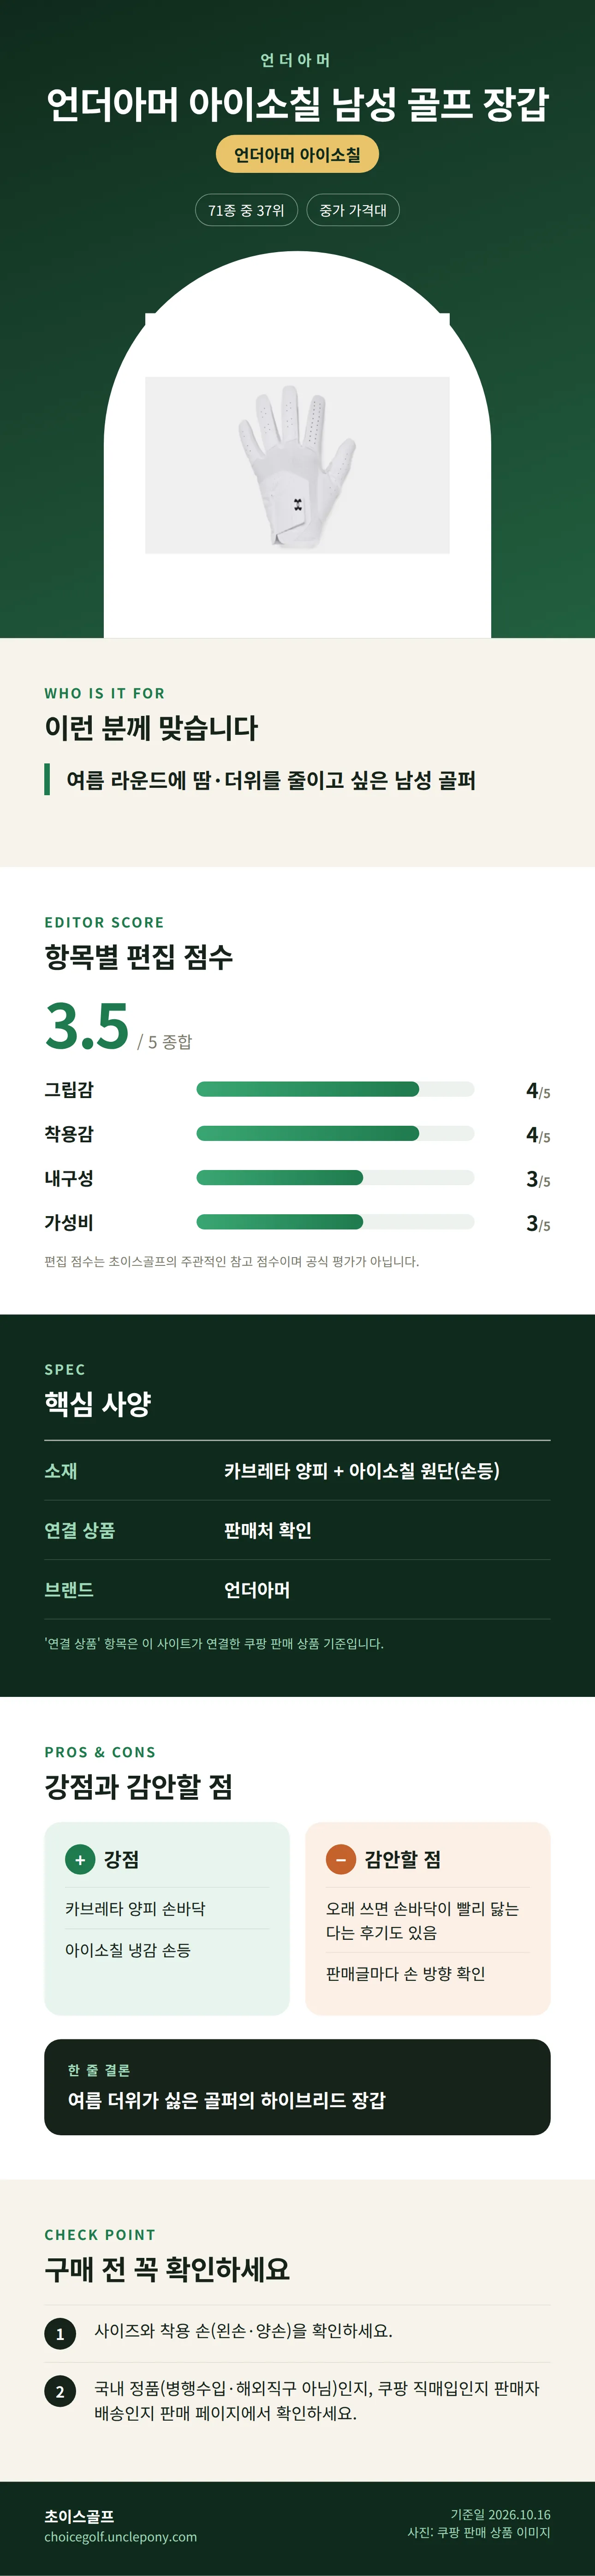 언더아머
언더아머 아이소칠 남성 골프 장갑
언더아머 아이소칠
71종 중 37위
중가 가격대
WHO IS IT FOR
이런 분께 맞습니다
여름 라운드에 땀·더위를 줄이고 싶은 남성 골퍼
EDITOR SCORE
항목별 편집 점수
3.5 / 5 종합
그립감 4/5
착용감 4/5
내구성 3/5
가성비 3/5
편집 점수는 초이스골프의 주관적인 참고 점수이며 공식 평가가 아닙니다.
SPEC
핵심 사양
소재 카브레타 양피 + 아이소칠 원단(손등)
연결 상품 판매처 확인
브랜드 언더아머
'연결 상품' 항목은 이 사이트가 연결한 쿠팡 판매 상품 기준입니다.
PROS & CONS
강점과 감안할 점
+ 강점
카브레타 양피 손바닥
아이소칠 냉감 손등
− 감안할 점
오래 쓰면 손바닥이 빨리 닳는
다는 후기도 있음
판매글마다 손 방향 확인
한 줄 결론
여름 더위가 싫은 골퍼의 하이브리드 장갑
CHECK POINT
구매 전 꼭 확인하세요
1 사이즈와 착용 손(왼손·양손)을 확인하세요.
2 국내 정품(병행수입·해외직구 아님)인지, 쿠팡 직매입인지 판매자
배송인지 판매 페이지에서 확인하세요.
초이스골프
choicegolf.unclepony.com
기준일 2026.10.16
사진: 쿠팡 판매 상품 이미지